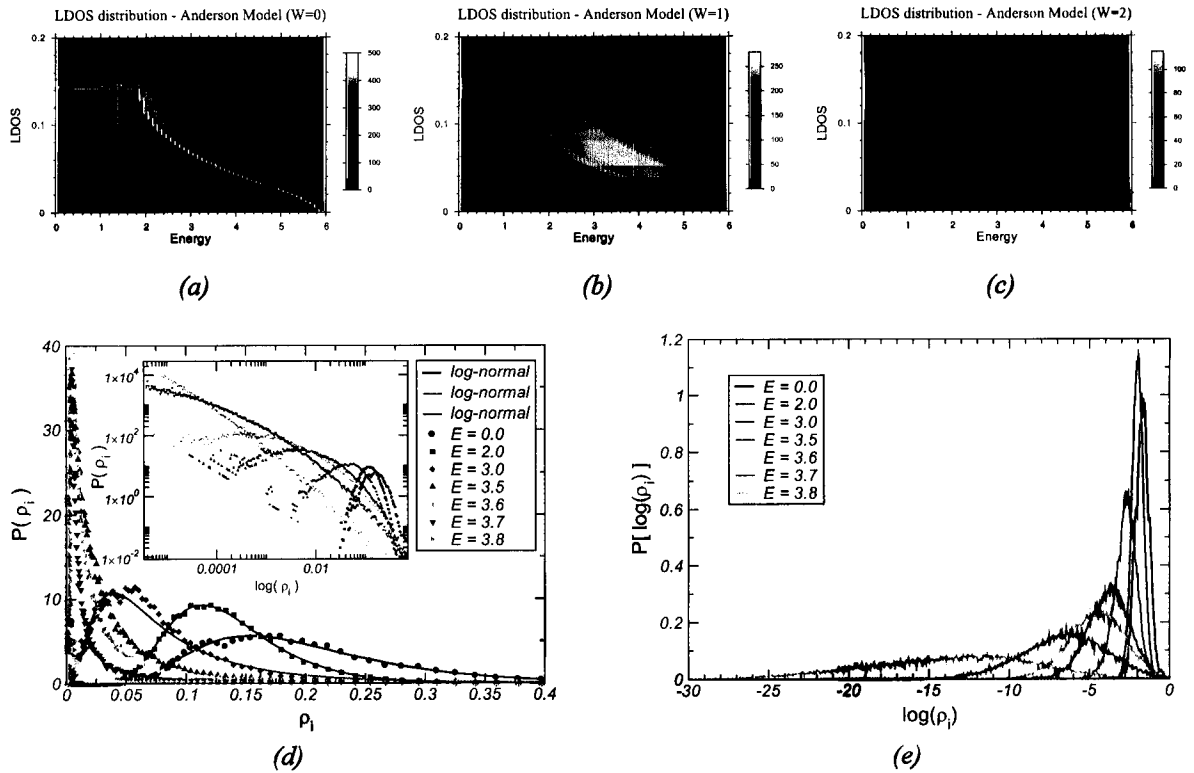 LDOS distribution - Anderson Model (W=0)
0.2
0.1
0
LDOS
0 1 2 3 4 5 6
Energy
500
400
300
200
100
0
(a)
LDOS distribution - Anderson Model (W=1)
0.2
0.1
0
LDOS
0 1 2 3 4 5 6
Energy
250
200
150
100
50
0
(b)
LDOS distribution - Anderson Model (W=2)
0.2
0.1
0
LDOS
0 1 2 3 4 5 6
Energy
100
80
60
40
20
0
(c)
40
30
20
10
0
P(ρi)
0 0.05 0.1 0.15 0.2 0.25 0.3 0.35 0.4
ρi
1×10^4
1×10^2
1×10^0
1×10^-2
P(ρi)
0.0001 0.01
log(ρi)
log-normal
log-normal
log-normal
E = 0.0
E = 2.0
E = 3.0
E = 3.5
E = 3.6
E = 3.7
E = 3.8
(d)
1.2
1
0.8
0.6
0.4
0.2
0
P[ log(ρi) ]
E = 0.0
E = 2.0
E = 3.0
E = 3.5
E = 3.6
E = 3.7
E = 3.8
-30 -25 -20 -15 -10 -5 0
log(ρi)
(e)